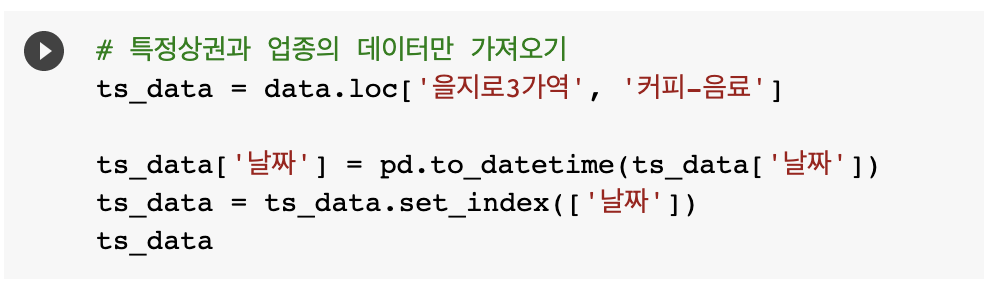 # 특정상권과 업종의 데이터만 가져오기
ts_data = data.loc['을지로3가역', '커피-음료']
ts_data['날짜'] = pd.to_datetime(ts_data['날짜'])
ts_data = ts_data.set_index(['날짜'])
ts_data